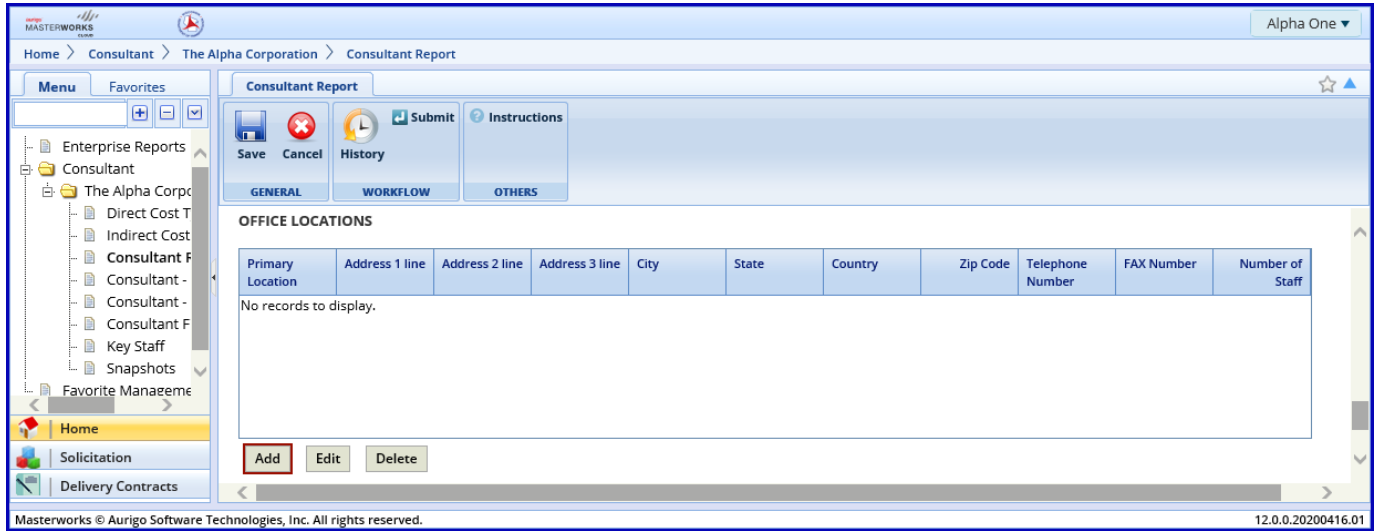 aurigo
MASTERWORKS
CLOUD
Alpha One ▼
Home > Consultant > The Alpha Corporation > Consultant Report
Menu
Favorites
Consultant Report
Enterprise Reports
Consultant
The Alpha Corpo
Direct Cost T
Indirect Cost
Consultant R
Consultant -
Consultant -
Consultant F
Key Staff
Snapshots
Favorite Manageme
Home
Solicitation
Delivery Contracts
Save
Cancel
History
Submit
Instructions
GENERAL
WORKFLOW
OTHERS
OFFICE LOCATIONS
Primary Location
Address 1 line
Address 2 line
Address 3 line
City
State
Country
Zip Code
Telephone Number
FAX Number
Number of Staff
No records to display.
Add
Edit
Delete
Masterworks © Aurigo Software Technologies, Inc. All rights reserved.
12.0.0.20200416.01